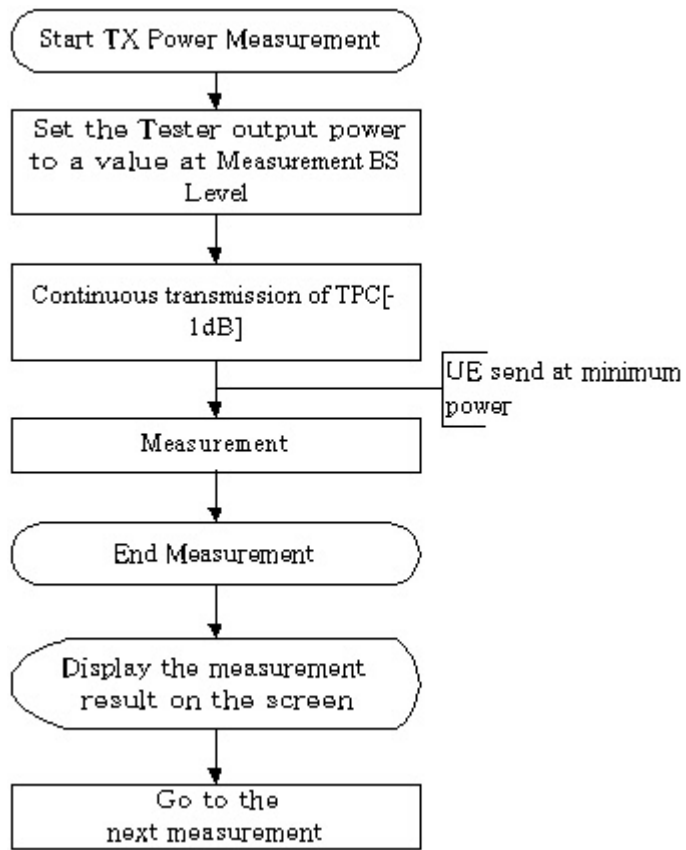 Start TX Power Measurement
Set the Tester output power
to a value at Measurement BS
Level
Continuous transmission of TPC[-
1dB]
UE send at minimum
power
Measurement
End Measurement
Display the measurement
result on the screen
Go to the
next measurement